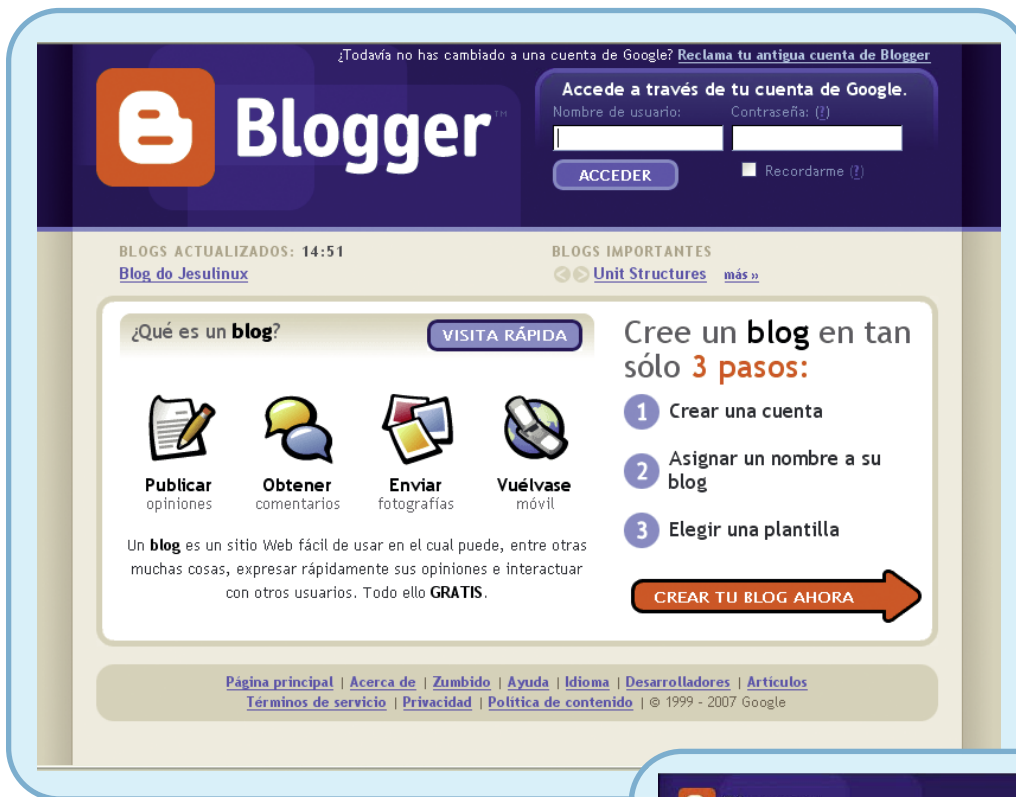 ¿Todavía no has cambiado a una cuenta de Google? Reclama tu antigua cuenta de Blogger
Blogger™
Accede a través de tu cuenta de Google.
Nombre de usuario: Contraseña: (?)
ACCEDER Recordarme (?)
BLOGS ACTUALIZADOS: 14:51
Blog do Jesulinux
BLOGS IMPORTANTES
Unit Structures más »
¿Qué es un blog?
VISITA RÁPIDA
Publicar
opiniones
Obtener
comentarios
Enviar
fotografías
Vuélvase
móvil
Un blog es un sitio Web fácil de usar en el cual puede, entre otras
muchas cosas, expresar rápidamente sus opiniones e interactuar
con otros usuarios. Todo ello GRATIS.
Cree un blog en tan
sólo 3 pasos:
1 Crear una cuenta
2 Asignar un nombre a su
blog
3 Elegir una plantilla
CREAR TU BLOG AHORA
Página principal | Acerca de | Zumbido | Ayuda | Idioma | Desarrolladores | Artículos
Términos de servicio | Privacidad | Política de contenido | © 1999 - 2007 Google